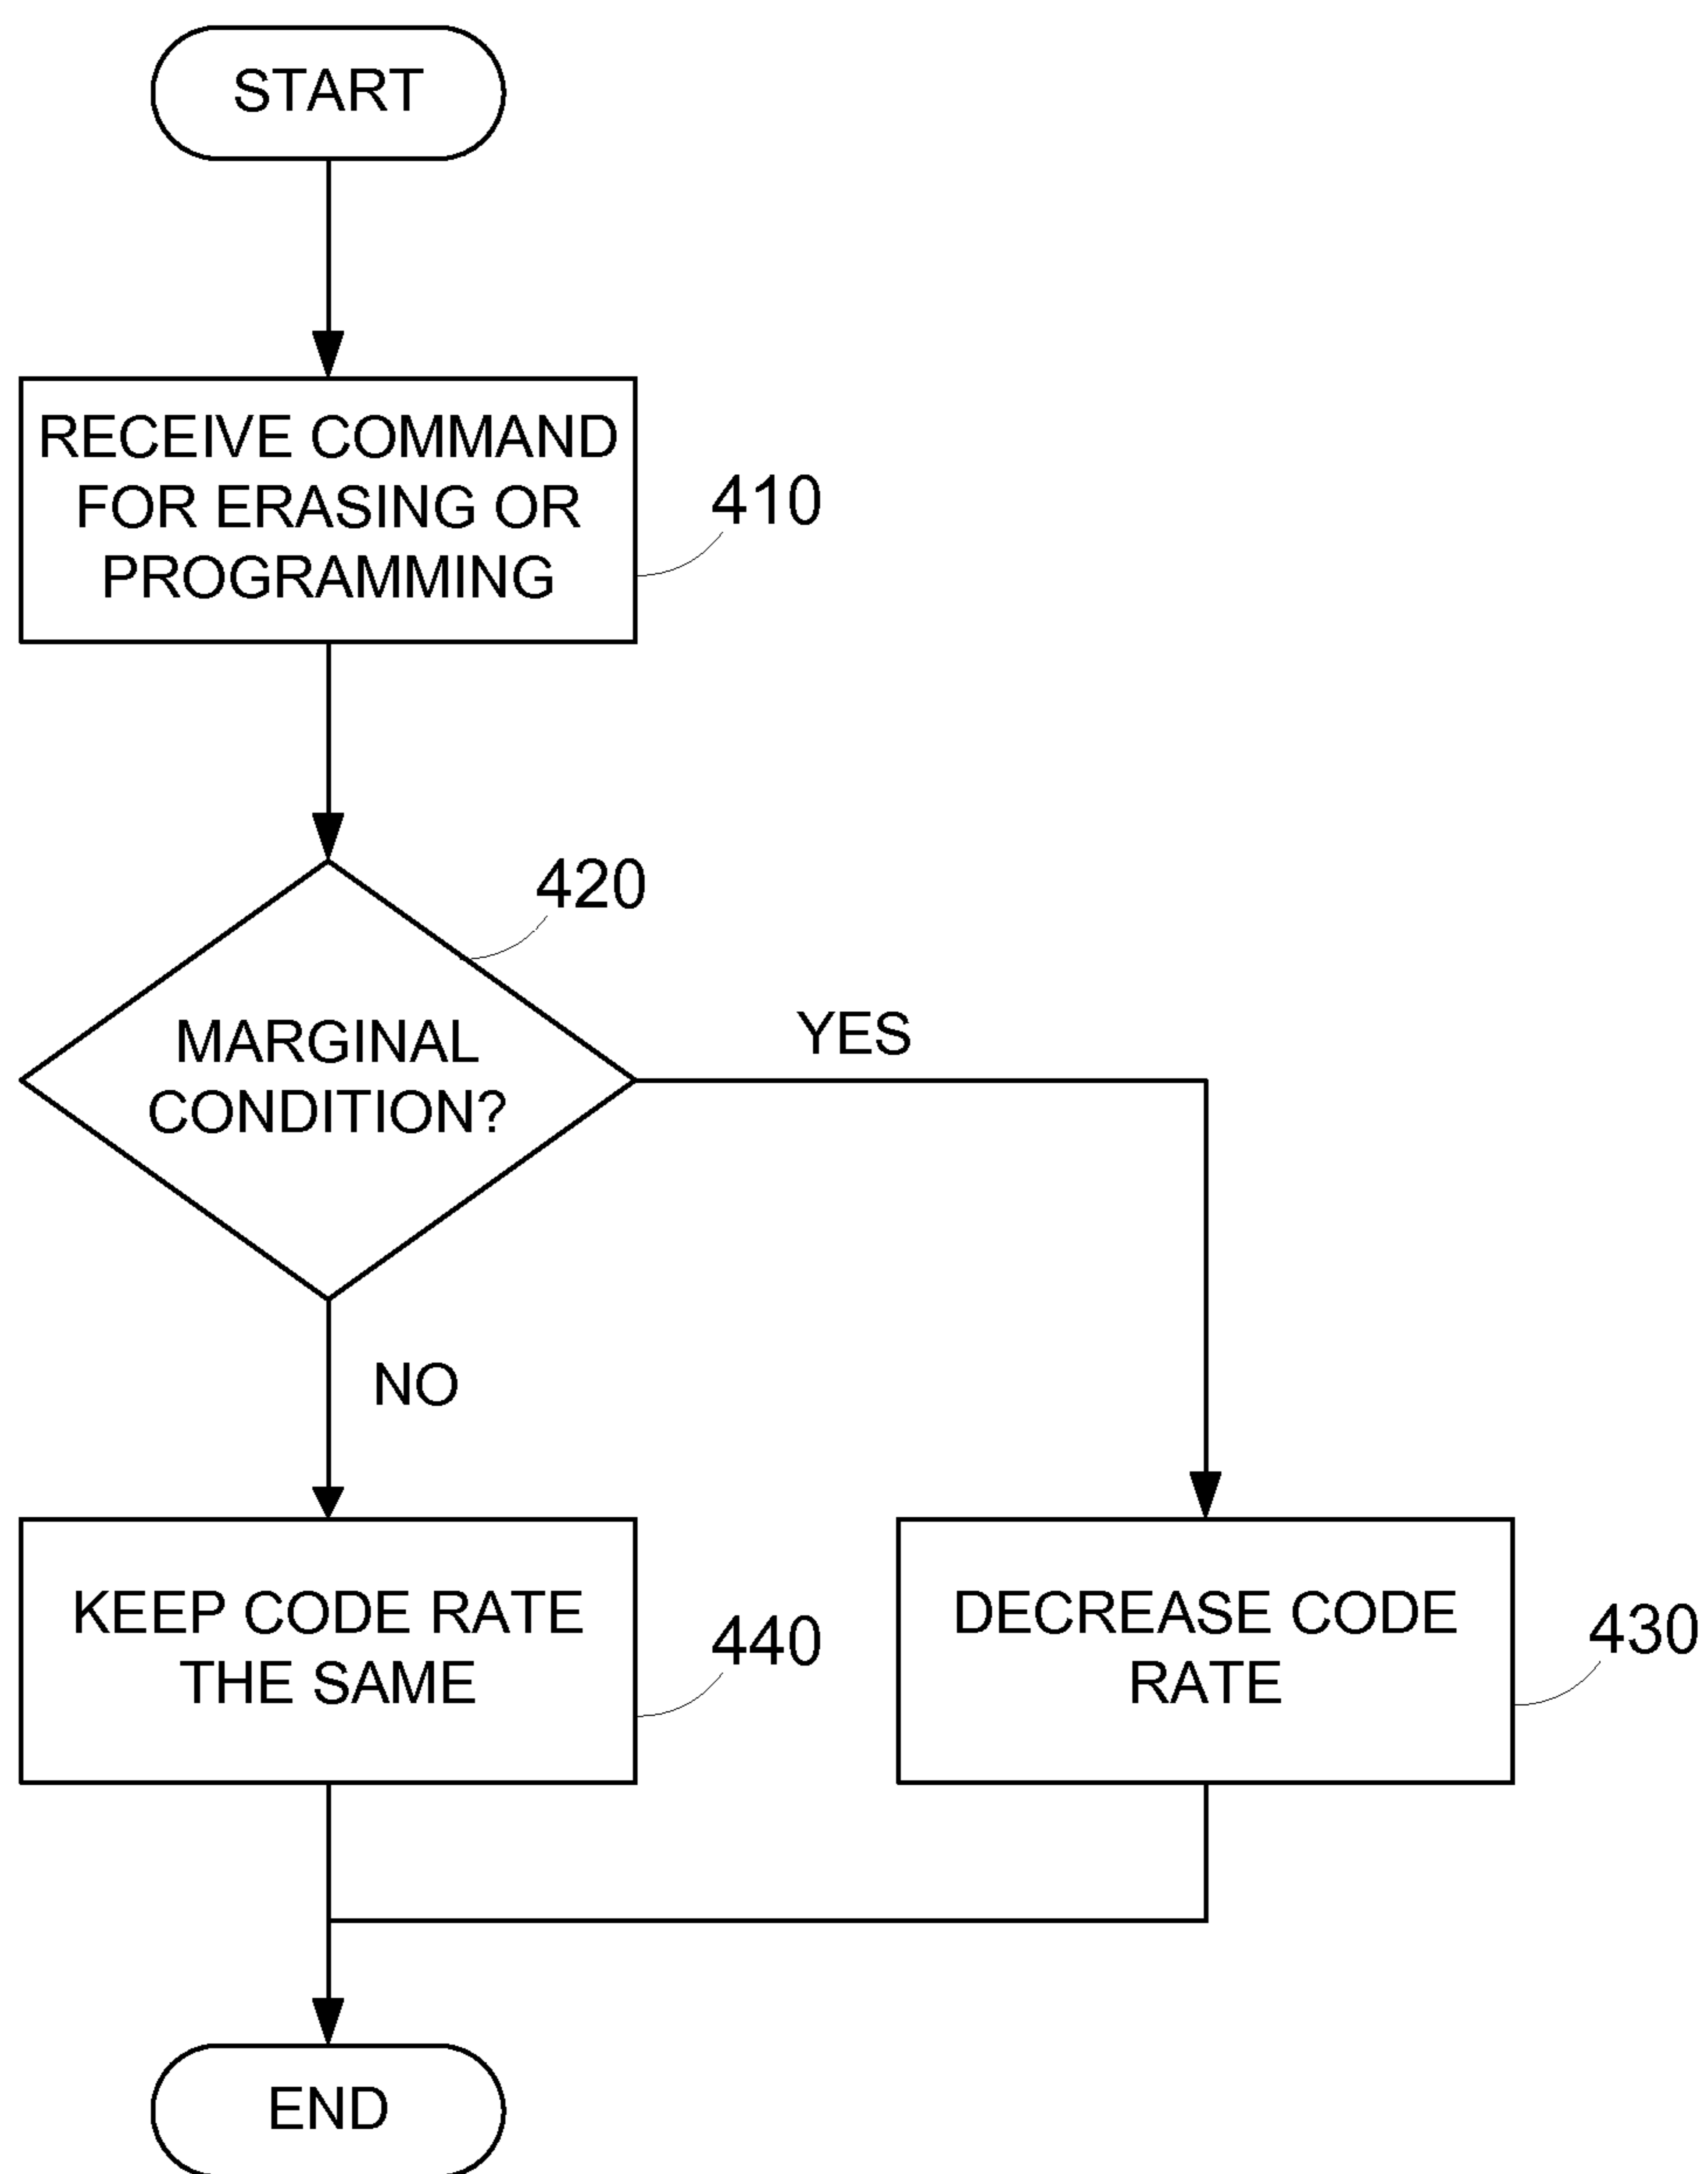 START
RECEIVE COMMAND
FOR ERASING OR
PROGRAMMING
410
420
MARGINAL
CONDITION?
YES
NO
KEEP CODE RATE
THE SAME
440
DECREASE CODE
RATE
430
END